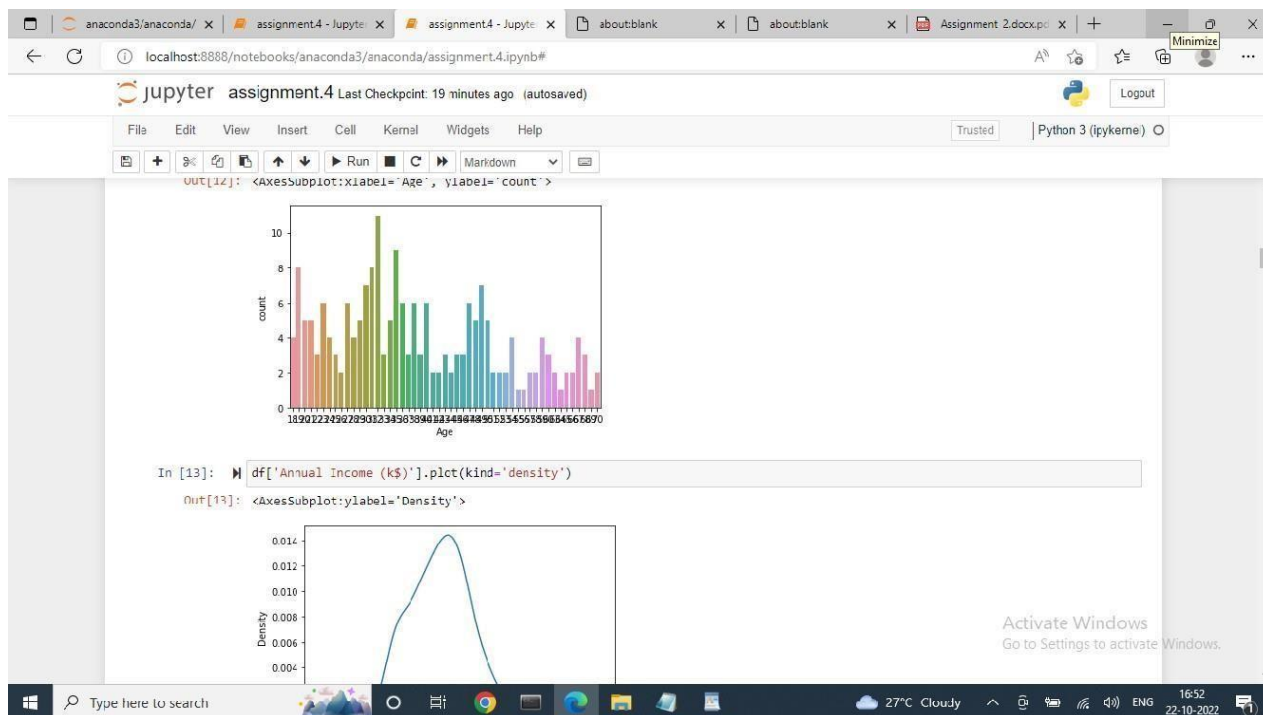 anaconda3/anaconda/
assignment.4 - Jupyte
assignment.4 - Jupyte
about:blank
about:blank
Assignment 2.docx.pd
Minimize
localhost:8888/notebooks/anaconda3/anaconda/assignment.4.ipynb#
jupyter assignment.4 Last Checkpoint: 19 minutes ago (autosaved)
Logout
File Edit View Insert Cell Kernel Widgets Help
Trusted
Python 3 (ipykernel)
Run
Markdown
Out[12]: <AxesSubplot:xlabel='Age', ylabel='count'>
10
8
6
4
2
0
count
Age
In [13]: df['Annual Income (k$)'].plot(kind='density')
Out[13]: <AxesSubplot:ylabel='Density'>
0.014
0.012
0.010
0.008
0.006
0.004
Density
Activate Windows
Go to Settings to activate Windows.
Type here to search
27°C Cloudy
ENG
16:52
22-10-2022
1